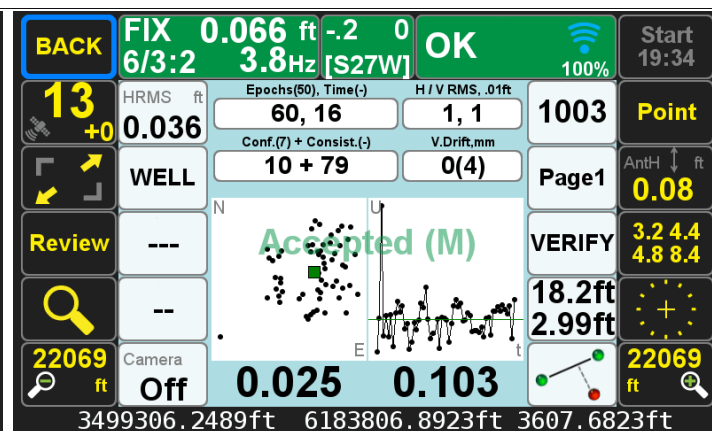 BACK
FIX 0.066 ft
6/3:2 3.8Hz
-.2 0
[S27W]
OK
100%
Start
19:34
13
+0
HRMS ft
0.036
Epochs(50), Time(-)
60, 16
H / V RMS, .01ft
1, 1
1003
Point
Conf.(7) + Consist.(-)
10 + 79
V.Drift,mm
0(4)
WELL
Page1
AntH ft
0.08
Review
---
N
U
Accepted (M)
VERIFY
3.2 4.4
4.8 8.4
--
18.2ft
2.99ft
22069
ft
Camera
Off
E
t
0.025
0.103
22069
ft
3499306.2489ft 6183806.8923ft 3607.6823ft